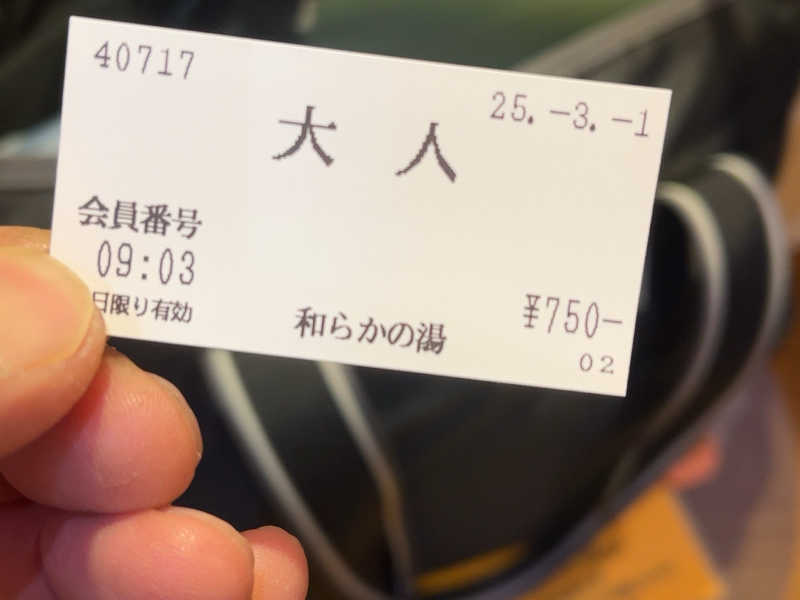 40717
25.-3.-1
大人
会員番号
09:03
日限り有効
和らかの湯
¥750-
02